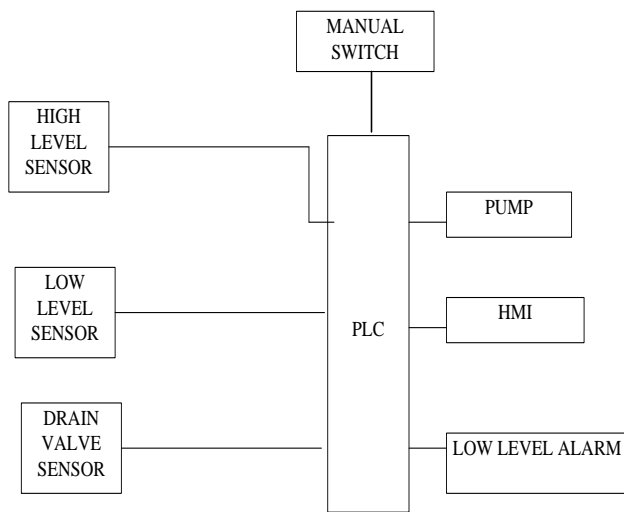 MANUAL
SWITCH
HIGH
LEVEL
SENSOR
PUMP
LOW
LEVEL
SENSOR
HMI
PLC
DRAIN
VALVE
SENSOR
LOW LEVEL ALARM